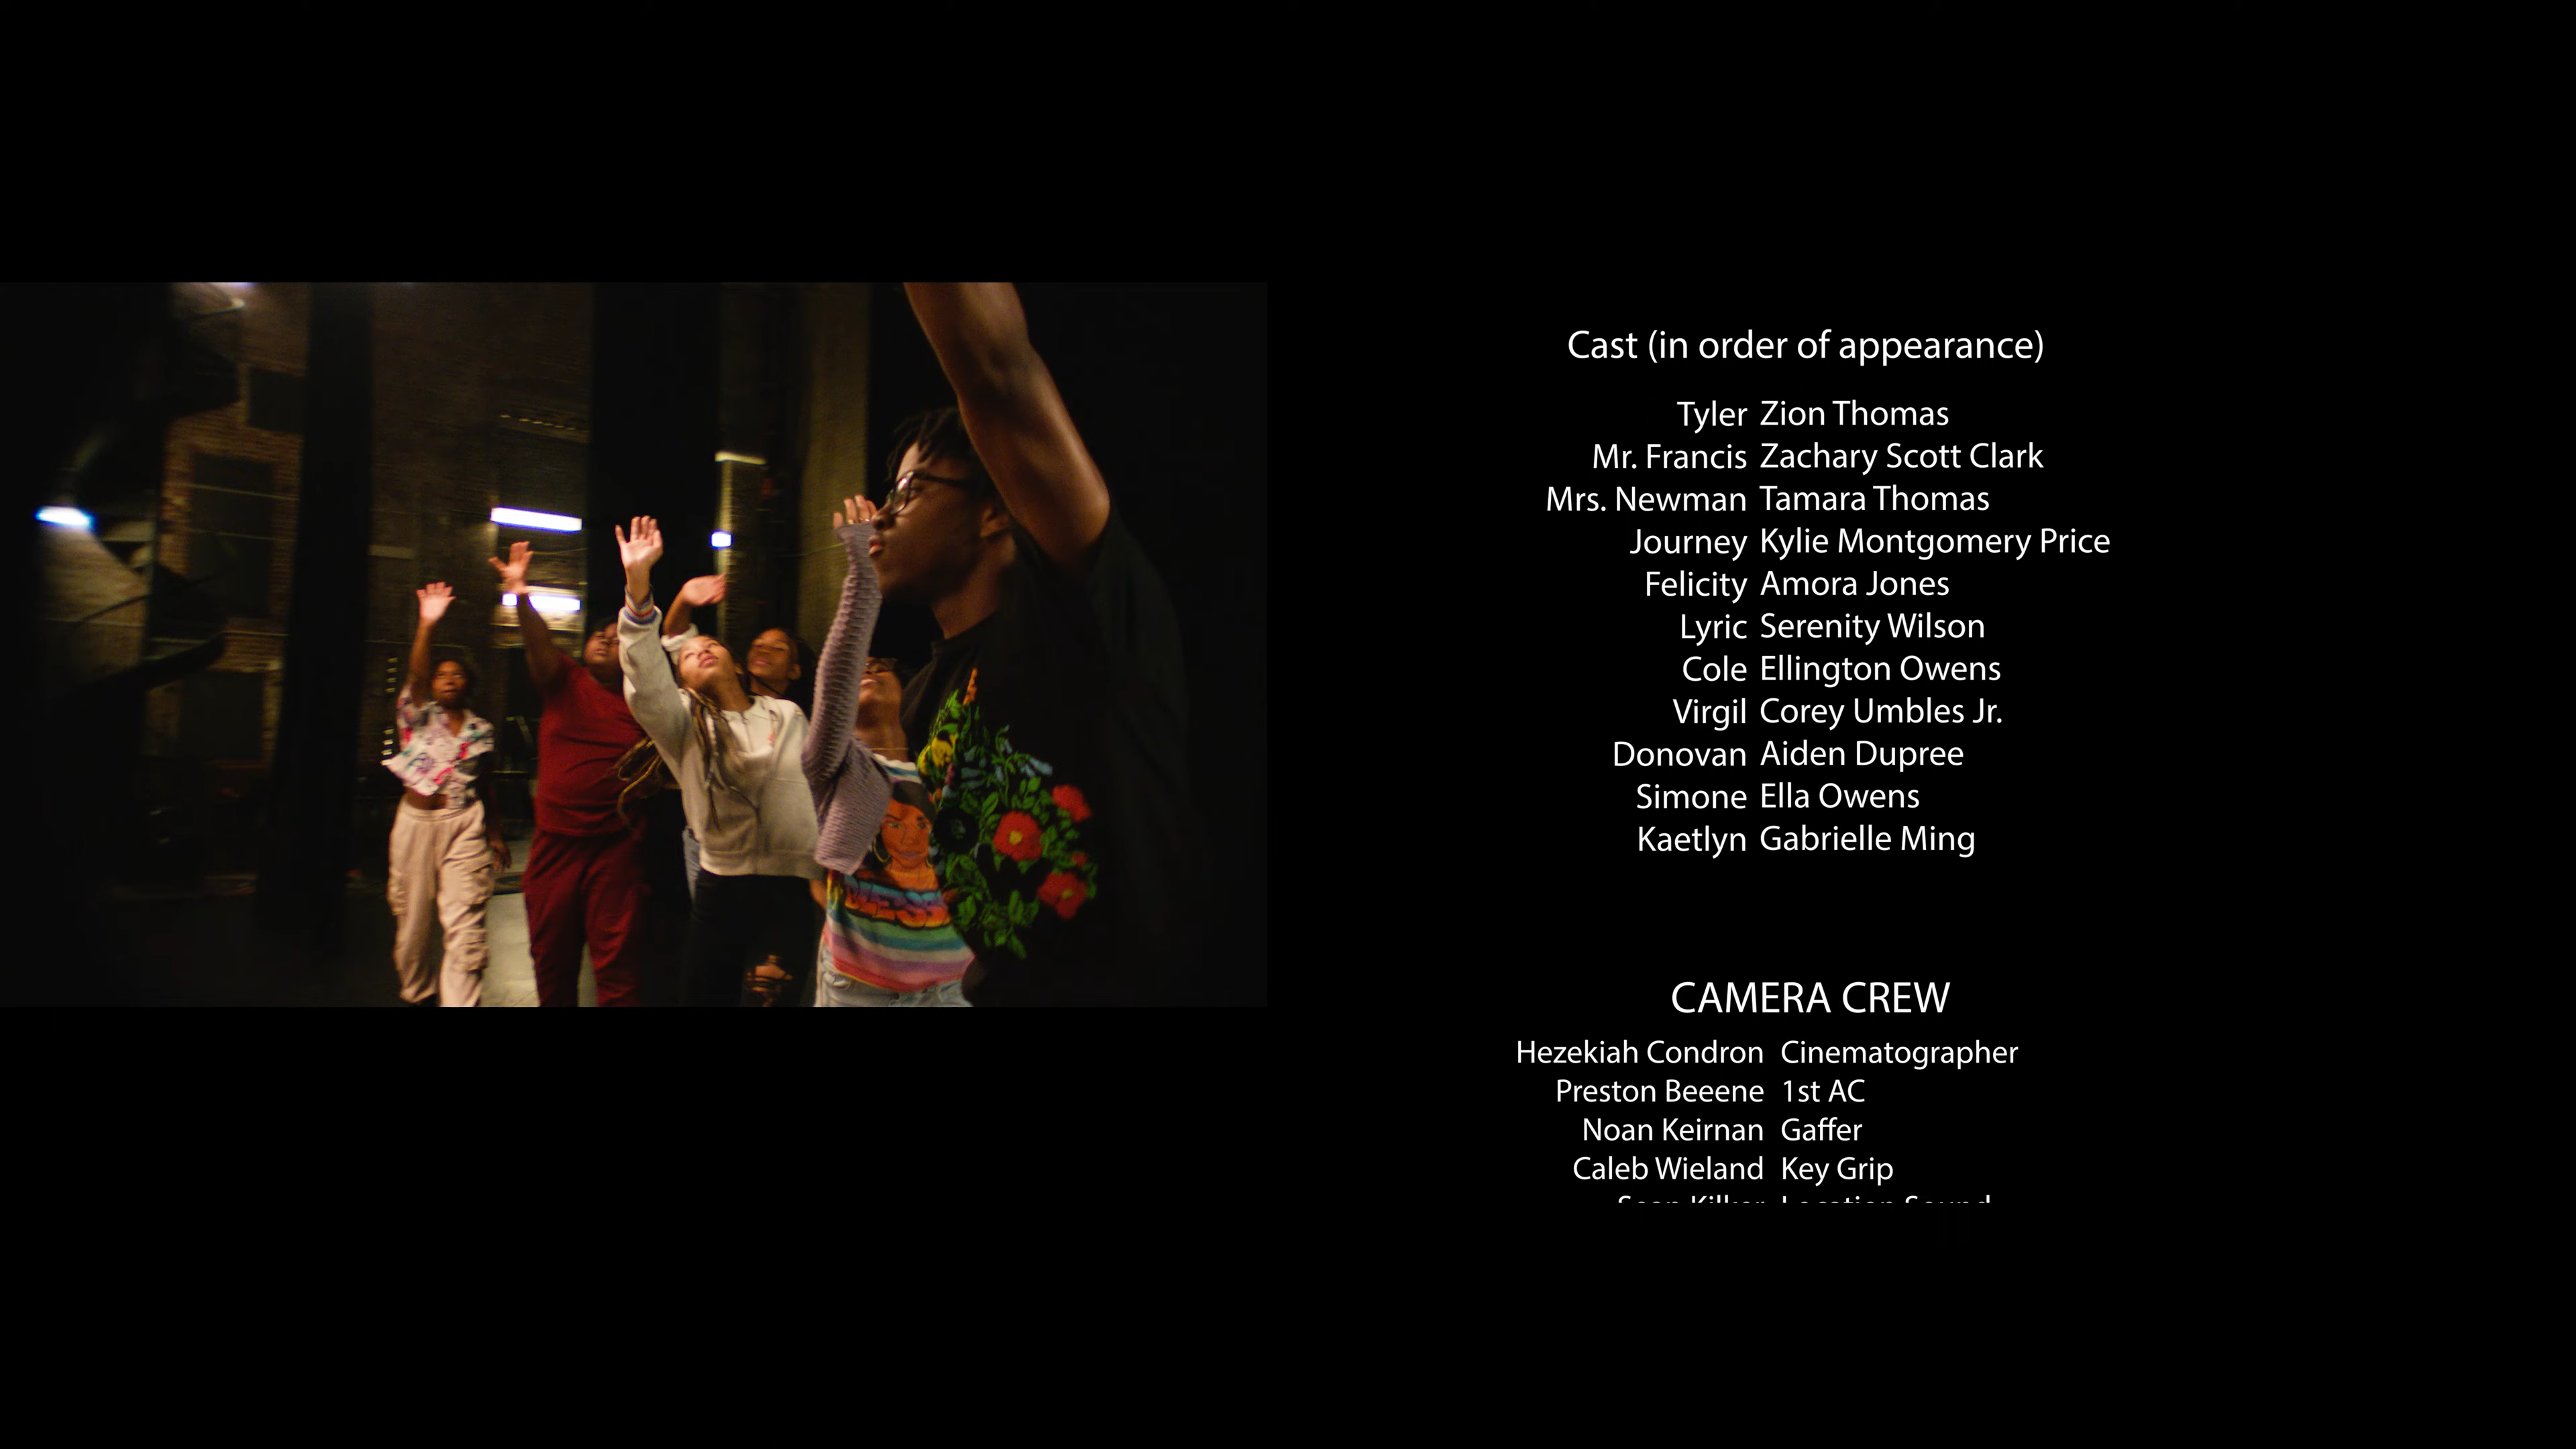 Cast (in order of appearance)
Tyler Zion Thomas
Mr. Francis Zachary Scott Clark
Mrs. Newman Tamara Thomas
Journey Kylie Montgomery Price
Felicity Amora Jones
Lyric Serenity Wilson
Cole Ellington Owens
Virgil Corey Umbles Jr.
Donovan Aiden Dupree
Simone Ella Owens
Kaetlyn Gabrielle Ming
CAMERA CREW
Hezekiah Condron Cinematographer
Preston Beeene 1st AC
Noan Keirnan Gaffer
Caleb Wieland Key Grip
Location Sound